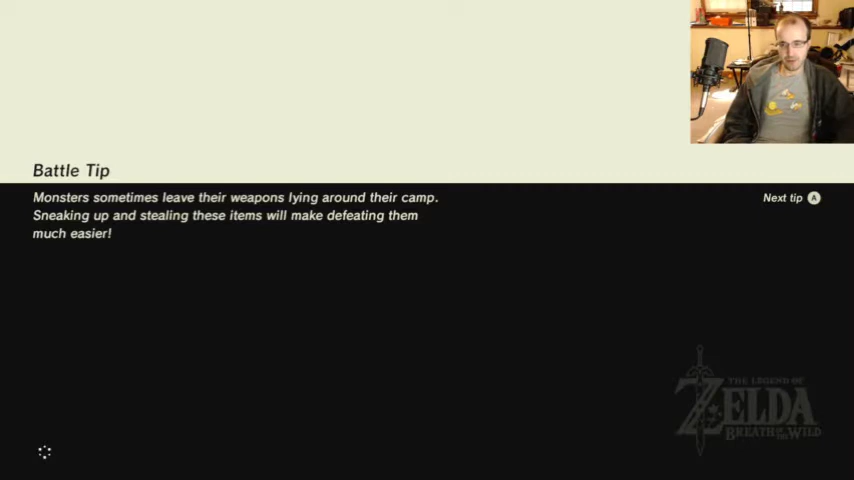 Battle Tip
Monsters sometimes leave their weapons lying around their camp.
Sneaking up and stealing these items will make defeating them
much easier!
Next tip A
THE LEGEND OF
ZELDA
BREATH OF THE WILD